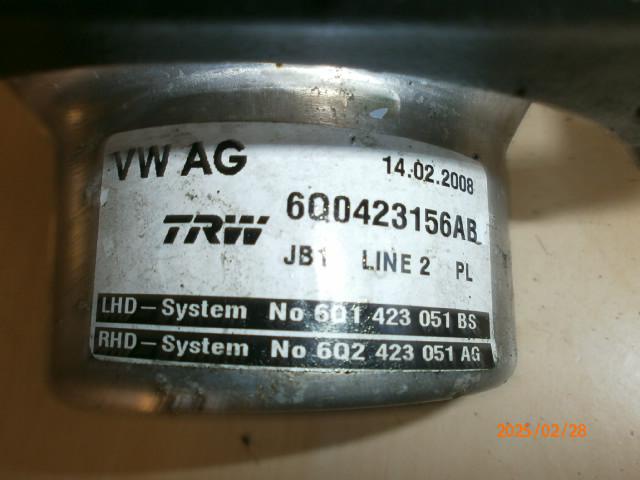 VW AG 14.02.2008
TRW 6Q0423156AB
JB1 LINE 2 PL
LHD - System No 6Q1 423 051 BS
RHD - System No 6Q2 423 051 AG
2025/02/28